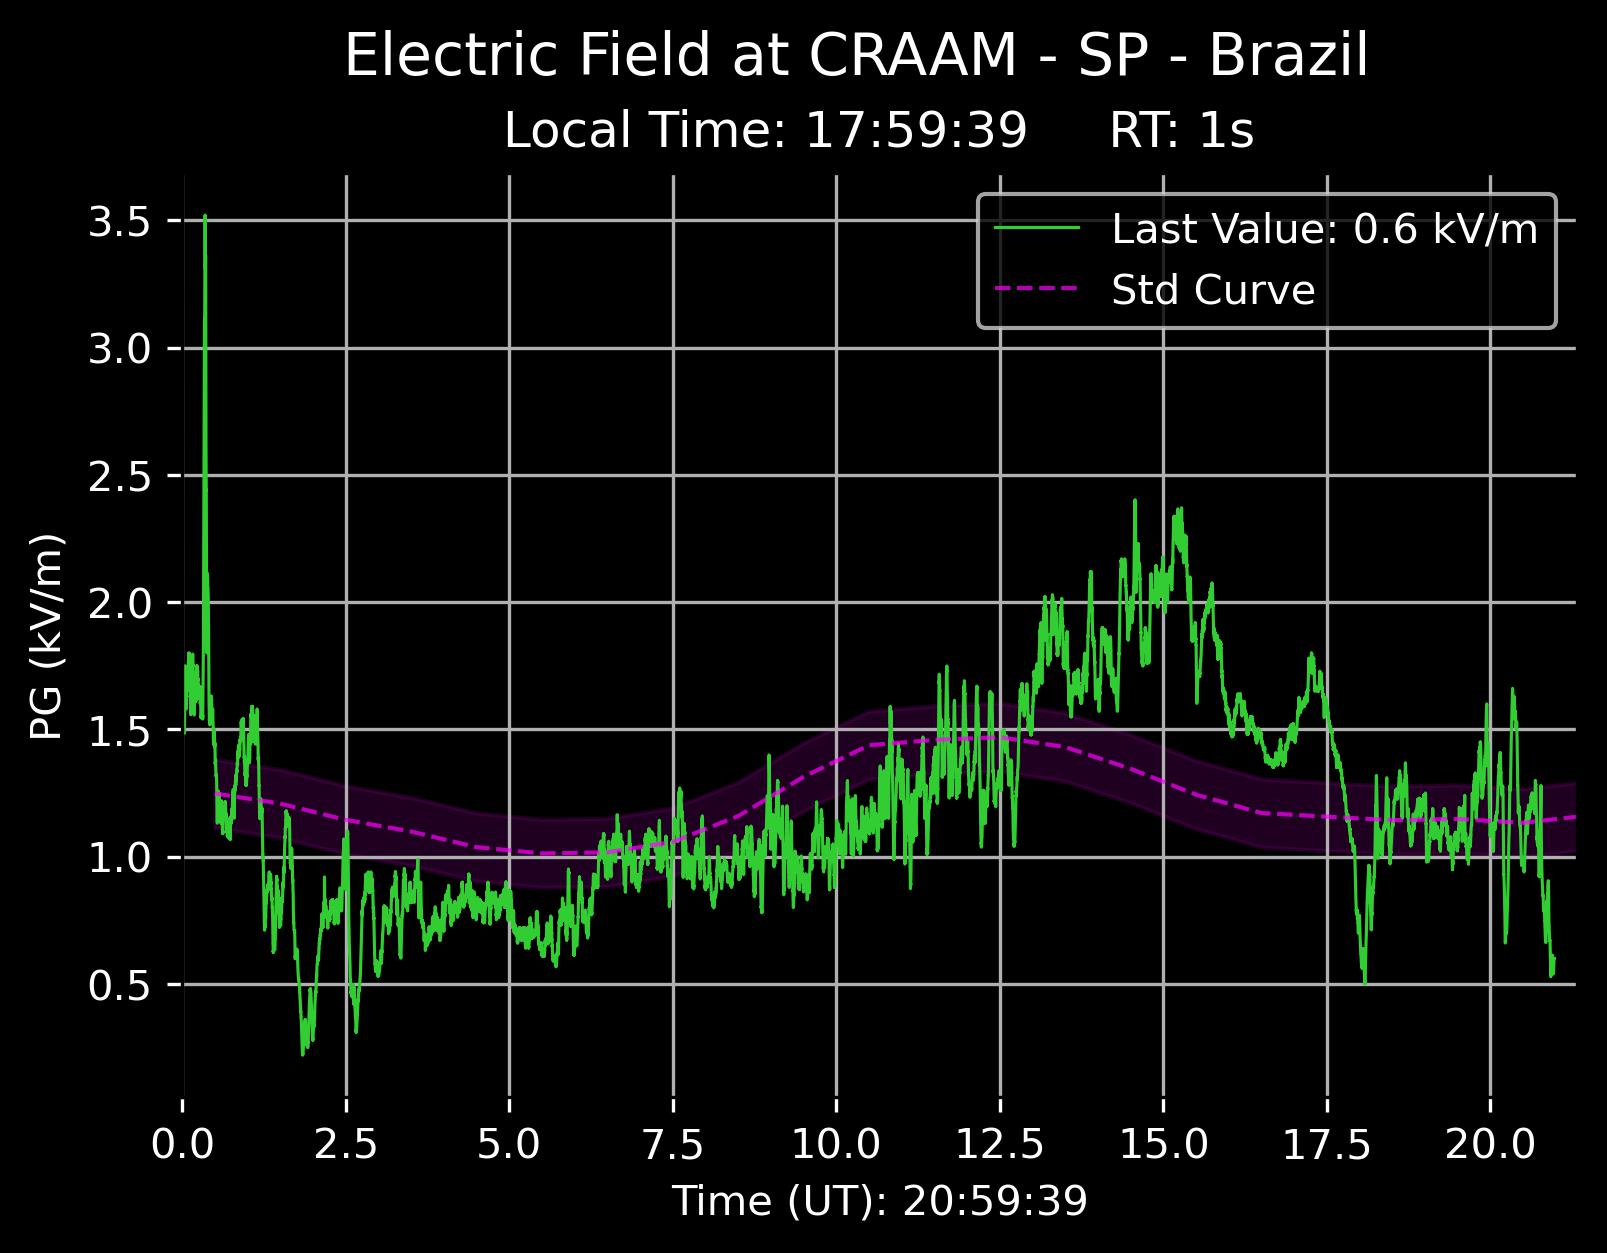 Electric Field at CRAAM - SP - Brazil
Local Time: 17:59:39 RT: 1s
Last Value: 0.6 kV/m
Std Curve
PG (kV/m)
3.5
3.0
2.5
2.0
1.5
1.0
0.5
0.0 2.5 5.0 7.5 10.0 12.5 15.0 17.5 20.0
Time (UT): 20:59:39